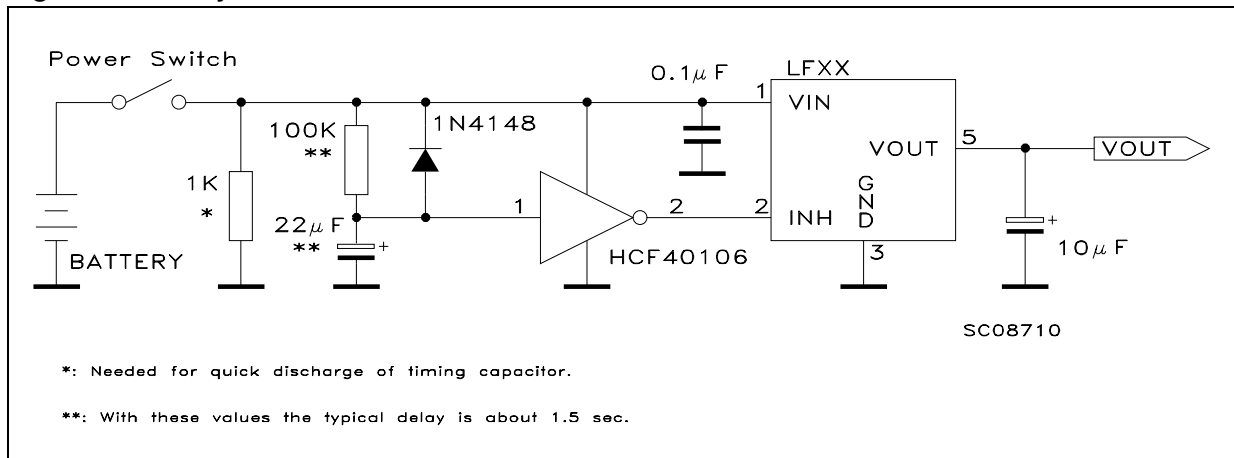 Power Switch
0.1μF
LFXX
1
VIN
100K
**
1N4148
VOUT
5
VOUT
1K
*
GND
22μF
**
+
1
2
2
INH
+
BATTERY
HCF40106
3
10μF
SC08710
*: Needed for quick discharge of timing capacitor.
**: With these values the typical delay is about 1.5 sec.